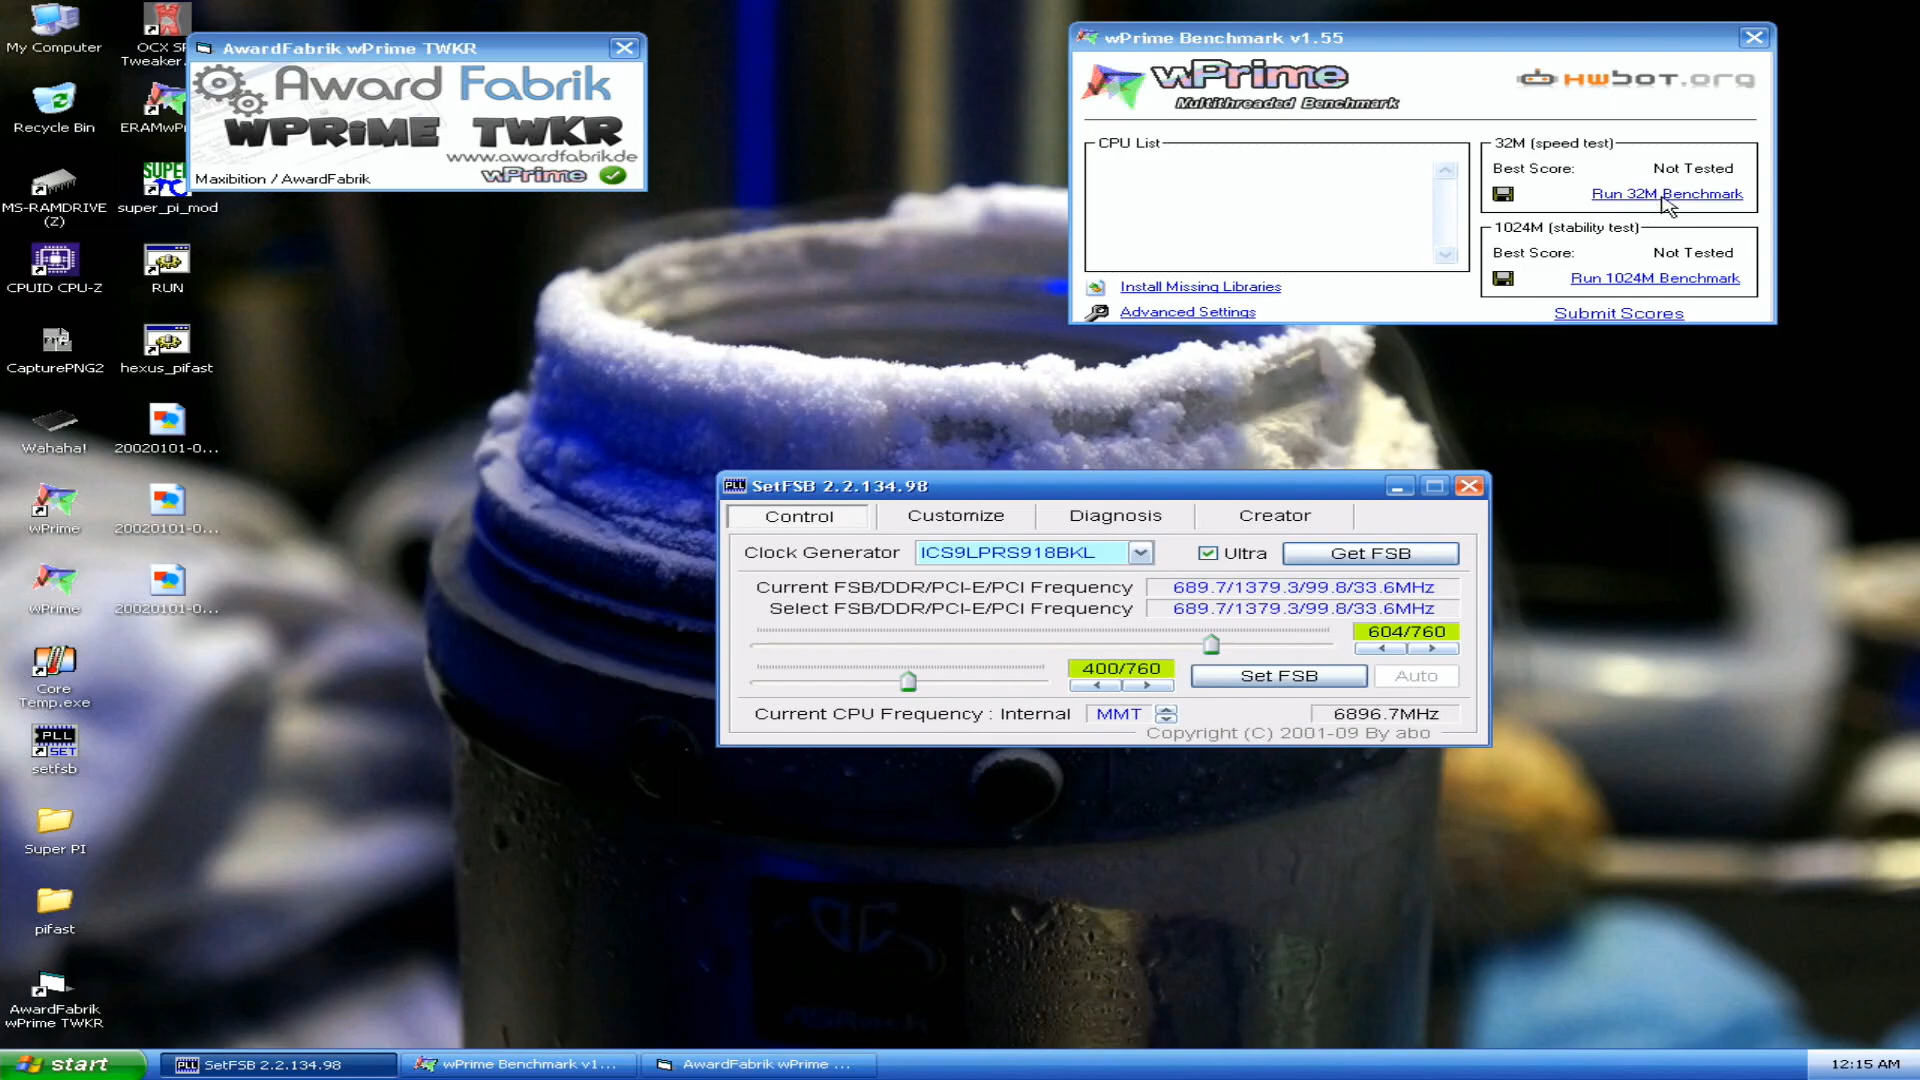 My Computer
OCX SF
Tweaker.
Recycle Bin
ERAMwPr
MS-RAMDRIVE
(Z)
super_pi_mod
CPUID CPU-Z
RUN
CapturePNG2
hexus_pifast
Wahaha!
20020101-0...
wPrime
20020101-0...
wPrime
20020101-0...
Core
Temp.exe
PLL
SET
setfsb
Super PI
pifast
AwardFabrik
wPrime TWKR
AwardFabrik wPrime TWKR
Award Fabrik
WPRiME TWKR
www.awardfabrik.de
wPrime
Maxibition / AwardFabrik
wPrime Benchmark v1.55
wPrime
Multithreaded Benchmark
HWBOT.ORG
CPU List
32M (speed test)
Best Score: Not Tested
Run 32M Benchmark
1024M (stability test)
Best Score: Not Tested
Run 1024M Benchmark
Install Missing Libraries
Advanced Settings
Submit Scores
PLL SetFSB 2.2.134.98
Control Customize Diagnosis Creator
Clock Generator ICS9LPRS918BKL Ultra Get FSB
Current FSB/DDR/PCI-E/PCI Frequency 689.7/1379.3/99.8/33.6MHz
Select FSB/DDR/PCI-E/PCI Frequency 689.7/1379.3/99.8/33.6MHz
604/760
400/760 Set FSB Auto
Current CPU Frequency : Internal MMT 6896.7MHz
Copyright (C) 2001-09 By abo
start
PLL SetFSB 2.2.134.98
wPrime Benchmark v1...
AwardFabrik wPrime ...
12:15 AM